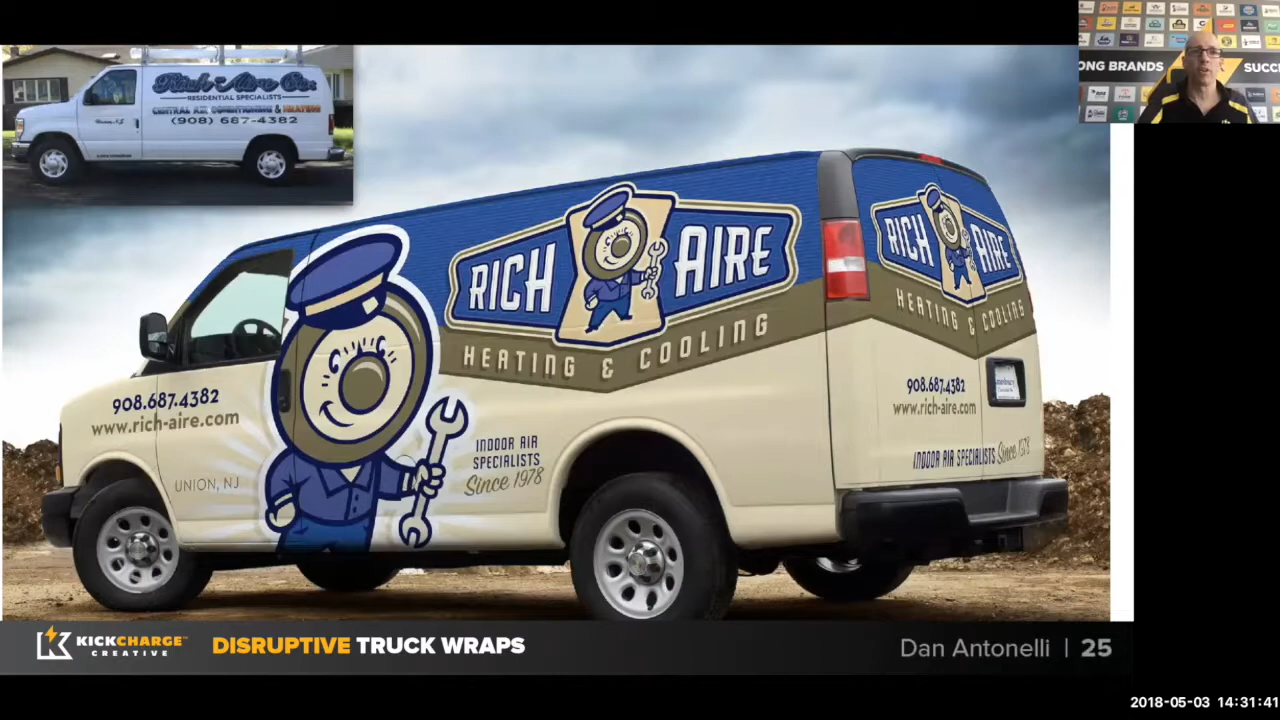 Rich Aire Co.
RESIDENTIAL SPECIALISTS
CENTRAL AIR CONDITIONING & HEATING
(908) 687-4382
ONG BRANDS
SUCC
RICH AIRE
HEATING & COOLING
908.687.4382
www.rich-aire.com
UNION, NJ
INDOOR AIR
SPECIALISTS
Since 1978
RICH AIRE
HEATING & COOLING
908.687.4382
www.rich-aire.com
INDOOR AIR SPECIALISTS Since 1978
KICKCHARGE™
CREATIVE
DISRUPTIVE TRUCK WRAPS
Dan Antonelli | 25
2018-05-03 14:31:41